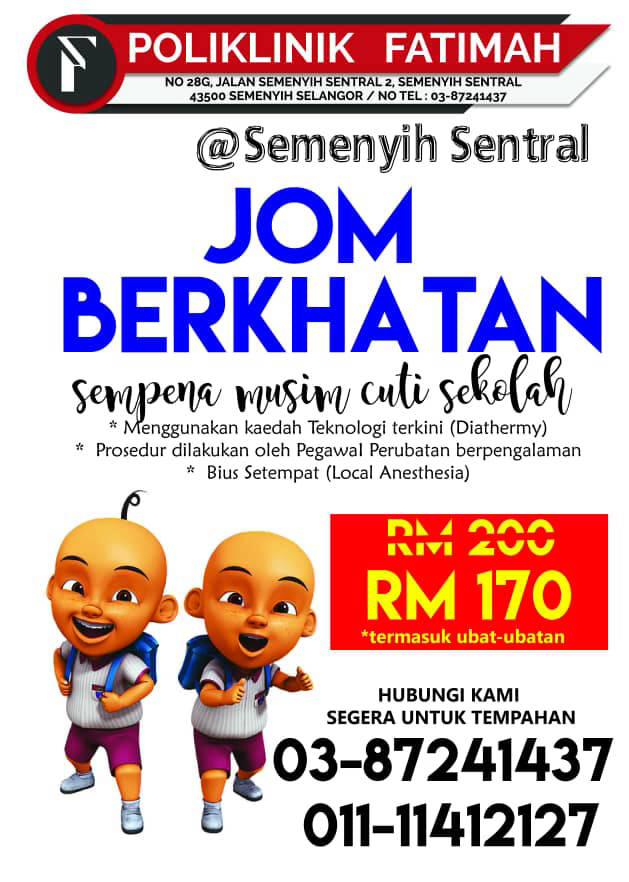 F
POLIKLINIK FATIMAH
NO 28G, JALAN SEMENYIH SENTRAL 2, SEMENYIH SENTRAL
43500 SEMENYIH SELANGOR / NO TEL : 03-87241437
@Semenyih Sentral
JOM
BERKHATAN
sempena musim cuti sekolah
* Menggunakan kaedah Teknologi terkini (Diathermy)
* Prosedur dilakukan oleh Pegawal Perubatan berpengalaman
* Bius Setempat (Local Anesthesia)
RM 200
RM 170
*termasuk ubat-ubatan
HUBUNGI KAMI
SEGERA UNTUK TEMPAHAN
03-87241437
011-11412127